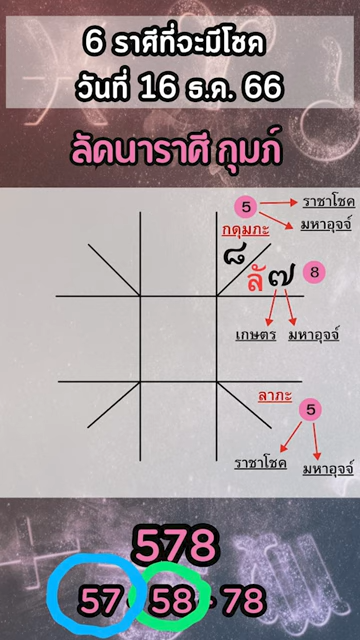 6 ราศีที่จะมีโชค
วันที่ 16 ธ.ค. 66
ลัคนาราศี กุมภ์
5 ราชาโชค
มหาอุจจ์
กดุมภะ
๘
ลั ๗ 8
เกษตร มหาอุจจ์
ลาภะ
5
ราชาโชค มหาอุจจ์
578
57 - 58 - 78